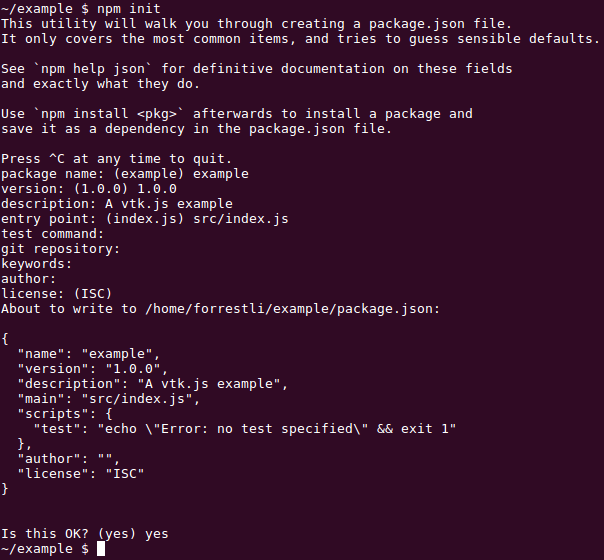 ~/example $ npm init
This utility will walk you through creating a package.json file.
It only covers the most common items, and tries to guess sensible defaults.

See `npm help json` for definitive documentation on these fields
and exactly what they do.

Use `npm install <pkg>` afterwards to install a package and
save it as a dependency in the package.json file.

Press ^C at any time to quit.
package name: (example) example
version: (1.0.0) 1.0.0
description: A vtk.js example
entry point: (index.js) src/index.js
test command:
git repository:
keywords:
author:
license: (ISC)
About to write to /home/forrestli/example/package.json:

{
  "name": "example",
  "version": "1.0.0",
  "description": "A vtk.js example",
  "main": "src/index.js",
  "scripts": {
    "test": "echo \"Error: no test specified\" && exit 1"
  },
  "author": "",
  "license": "ISC"
}


Is this OK? (yes) yes
~/example $